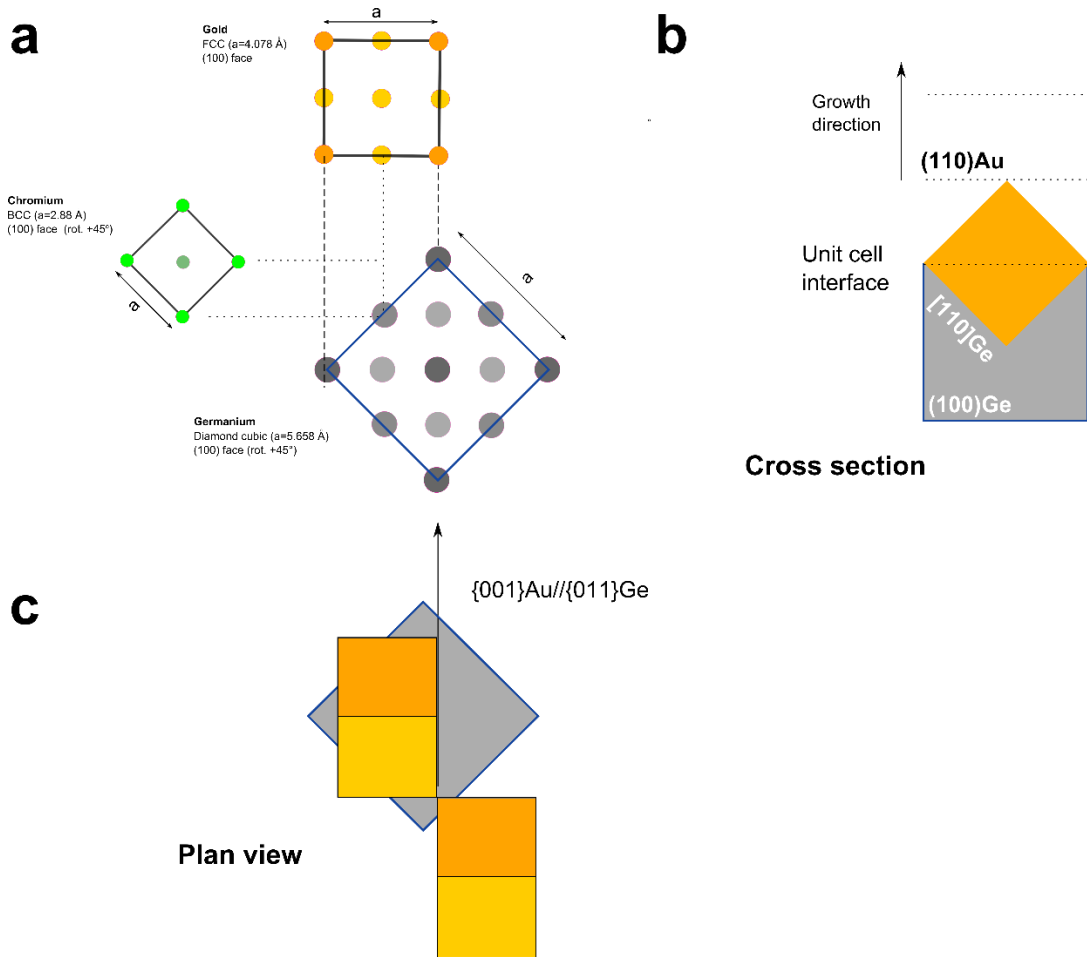 a
a
Gold
FCC (a=4.078 Å)
(100) face
Chromium
BCC (a=2.88 A)
(100) face (rot. +45º)
a
a
Germanium
Diamond cubic (a=5.658 Å)
(100) face (rot. +45°)
b
Growth
direction
(110)Au
Unit cell
interface
[110]Ge
(100)Ge
Cross section
c
{001}Au//{011}Ge
Plan view